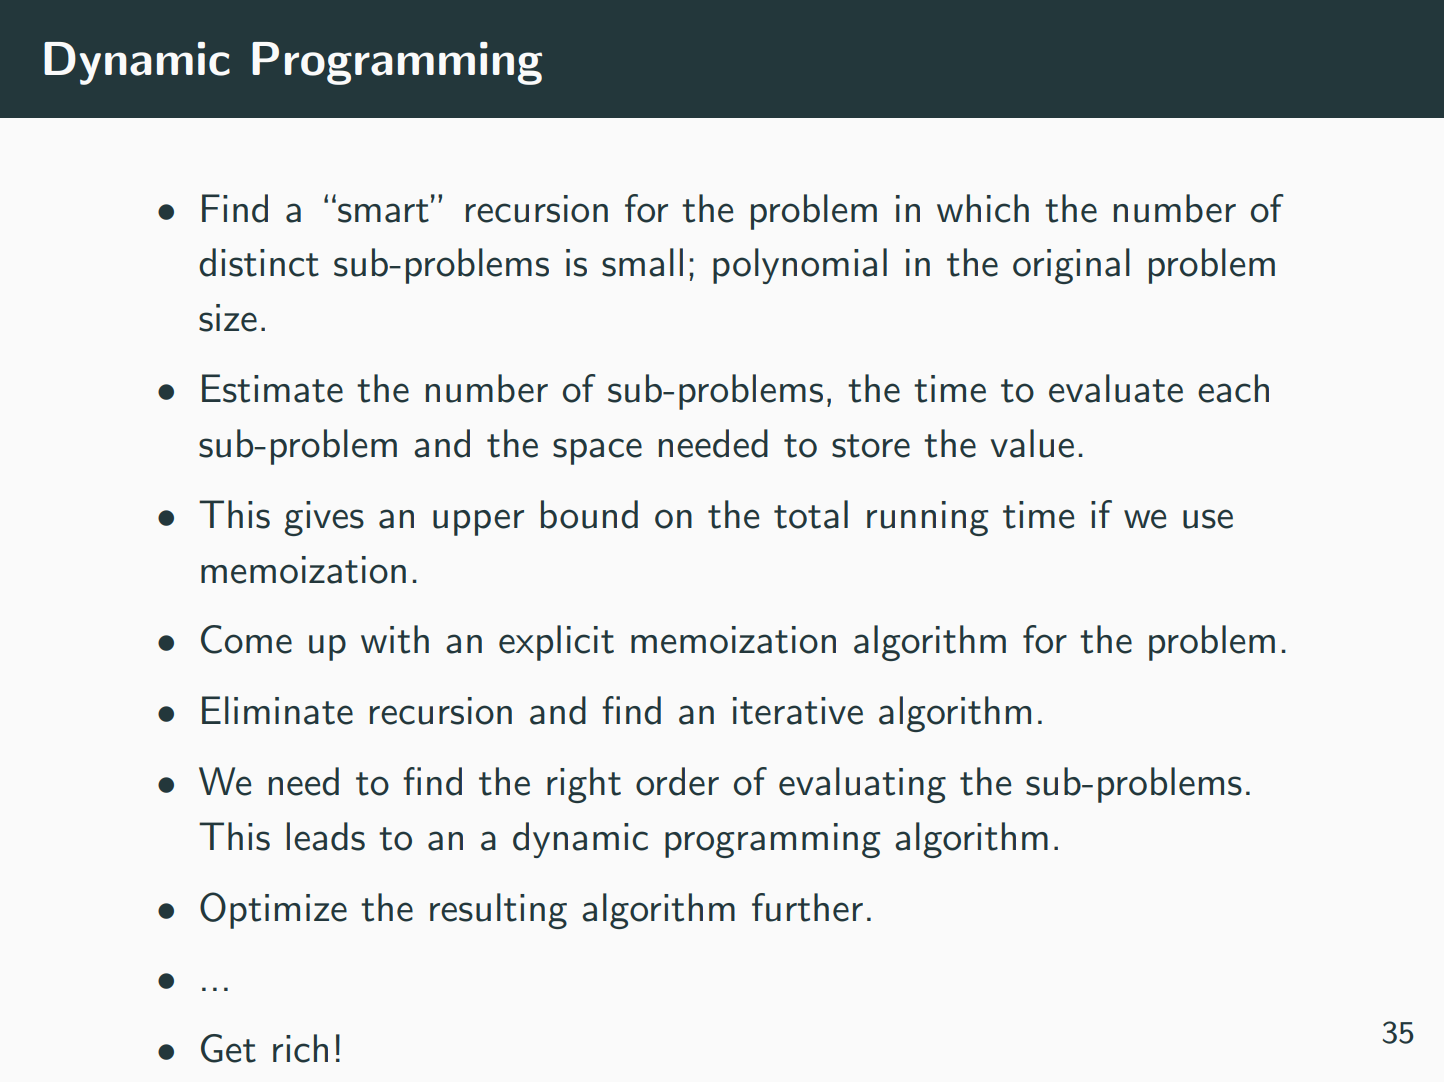 Dynamic Programming
• Find a “smart” recursion for the problem in which the number of
distinct sub-problems is small; polynomial in the original problem
size.
• Estimate the number of sub-problems, the time to evaluate each
sub-problem and the space needed to store the value.
• This gives an upper bound on the total running time if we use
memoization.
• Come up with an explicit memoization algorithm for the problem.
• Eliminate recursion and find an iterative algorithm.
• We need to find the right order of evaluating the sub-problems.
This leads to an a dynamic programming algorithm.
• Optimize the resulting algorithm further.
• ...
• Get rich!
35